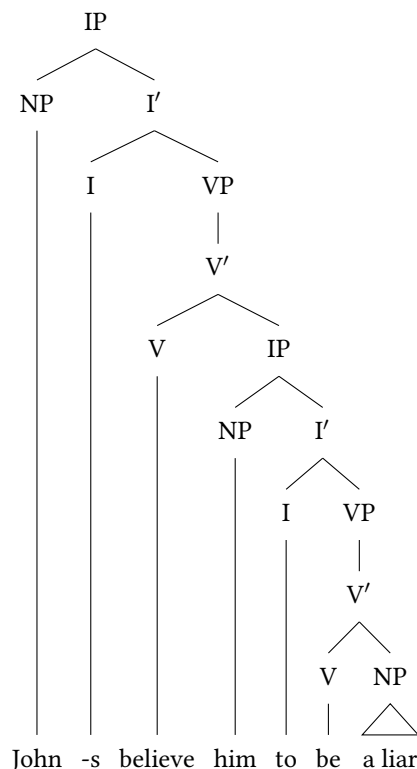 IP
NP I′
I VP
V′
V IP
NP I′
I VP
V′
V NP
John -s believe him to be a liar